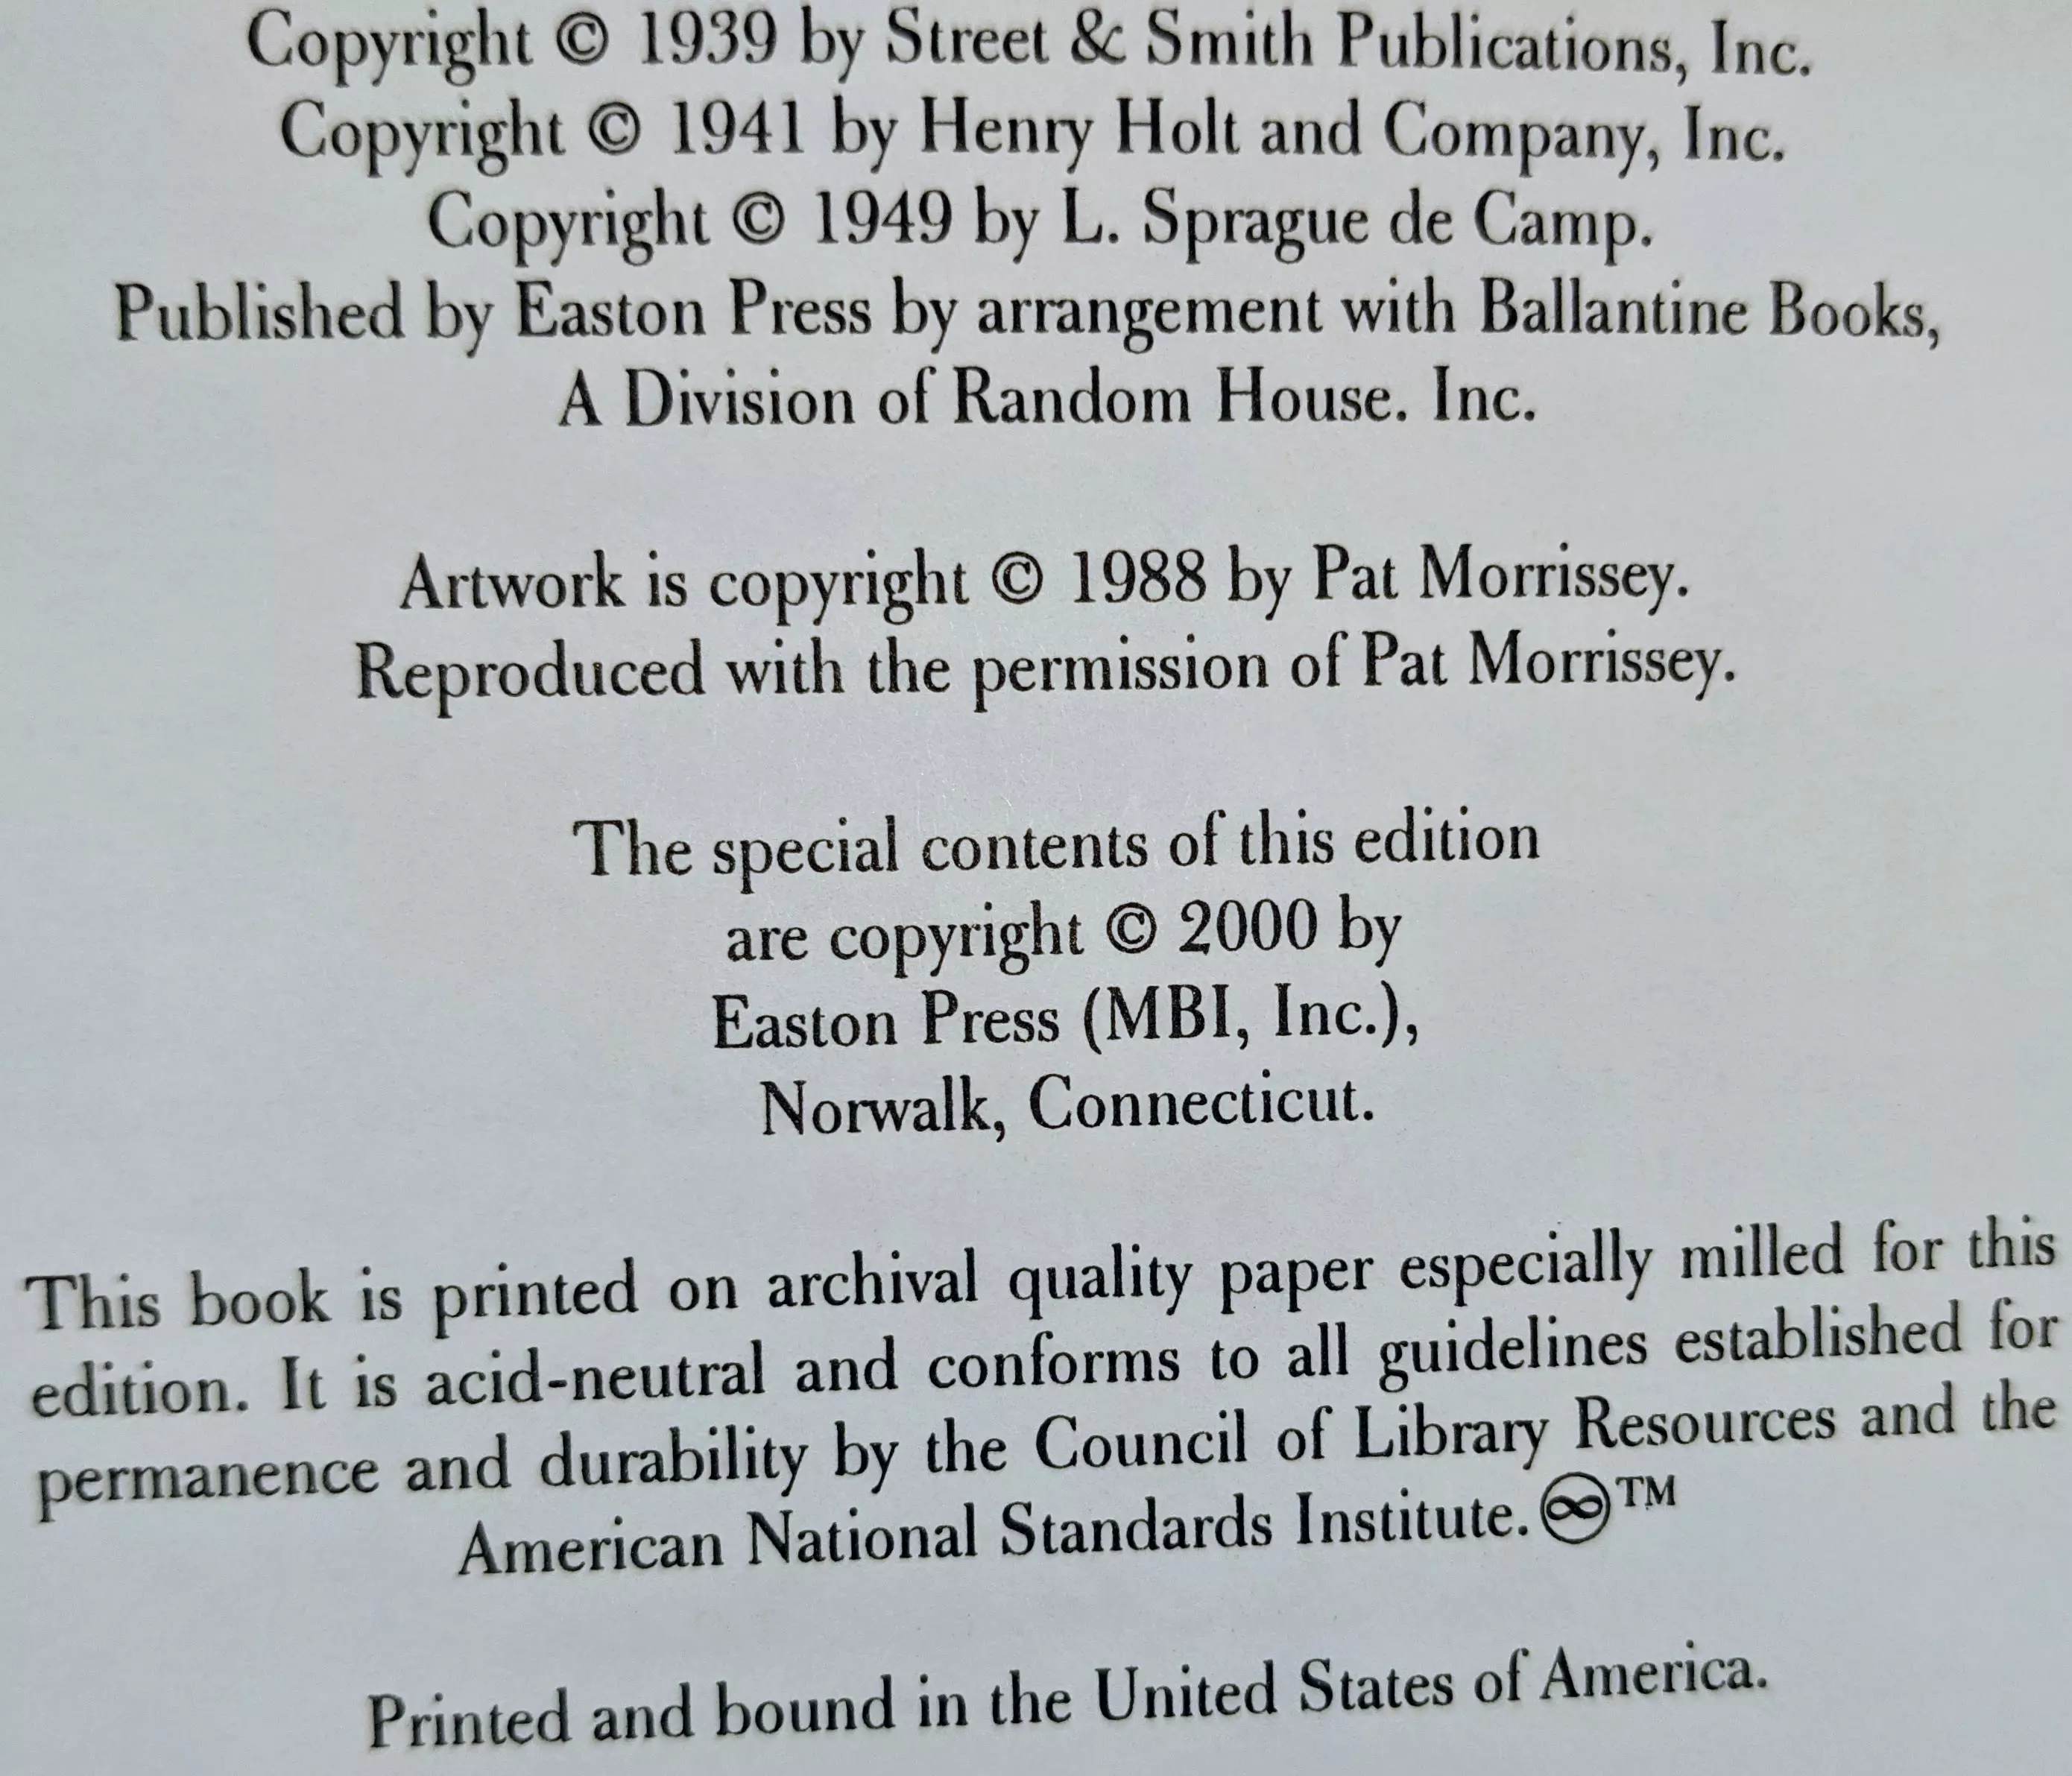 Copyright © 1939 by Street & Smith Publications, Inc.
Copyright © 1941 by Henry Holt and Company, Inc.
Copyright © 1949 by L. Sprague de Camp.
Published by Easton Press by arrangement with Ballantine Books,
A Division of Random House. Inc.
Artwork is copyright © 1988 by Pat Morrissey.
Reproduced with the permission of Pat Morrissey.
The special contents of this edition
are copyright © 2000 by
Easton Press (MBI, Inc.),
Norwalk, Connecticut.
This book is printed on archival quality paper especially milled for this
edition. It is acid-neutral and conforms to all guidelines established for
permanence and durability by the Council of Library Resources and the
American National Standards Institute. ♾™
Printed and bound in the United States of America.